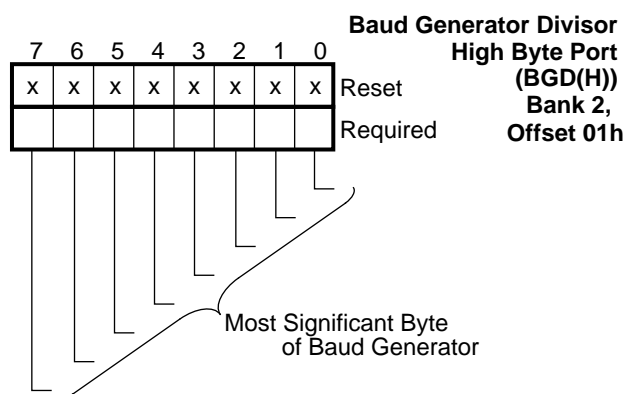 Baud Generator Divisor
High Byte Port
(BGD(H))
Bank 2,
Offset 01h
7 6 5 4 3 2 1 0
x x x x x x x x Reset
Required
Most Significant Byte
of Baud Generator